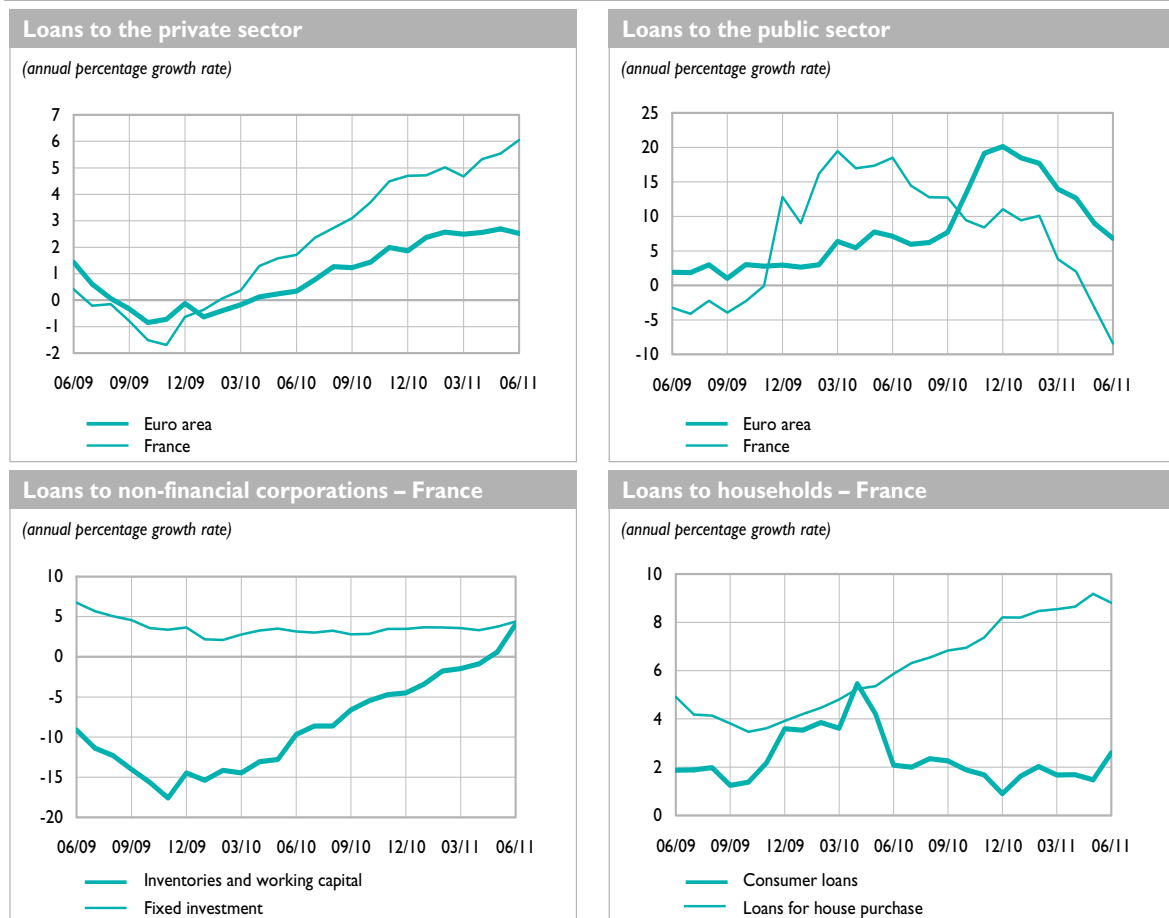 Loans to the private sector
(annual percentage growth rate)
7
6
5
4
3
2
1
0
-1
-2
06/09 09/09 12/09 03/10 06/10 09/10 12/10 03/11 06/11
Euro area
France
Loans to the public sector
(annual percentage growth rate)
25
20
15
10
5
0
-5
-10
06/09 09/09 12/09 03/10 06/10 09/10 12/10 03/11 06/11
Euro area
France
Loans to non-financial corporations – France
(annual percentage growth rate)
10
5
0
-5
-10
-15
-20
06/09 09/09 12/09 03/10 06/10 09/10 12/10 03/11 06/11
Inventories and working capital
Fixed investment
Loans to households – France
(annual percentage growth rate)
10
8
6
4
2
0
06/09 09/09 12/09 03/10 06/10 09/10 12/10 03/11 06/11
Consumer loans
Loans for house purchase